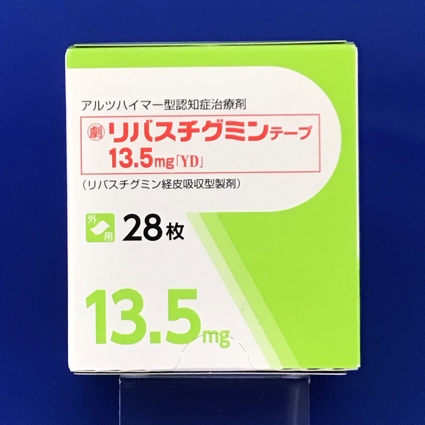 アルツハイマー型認知症治療剤
劇 リバスチグミンテープ
13.5mg「YD」
(リバスチグミン経皮吸収型製剤)
外用 28枚
13.5mg